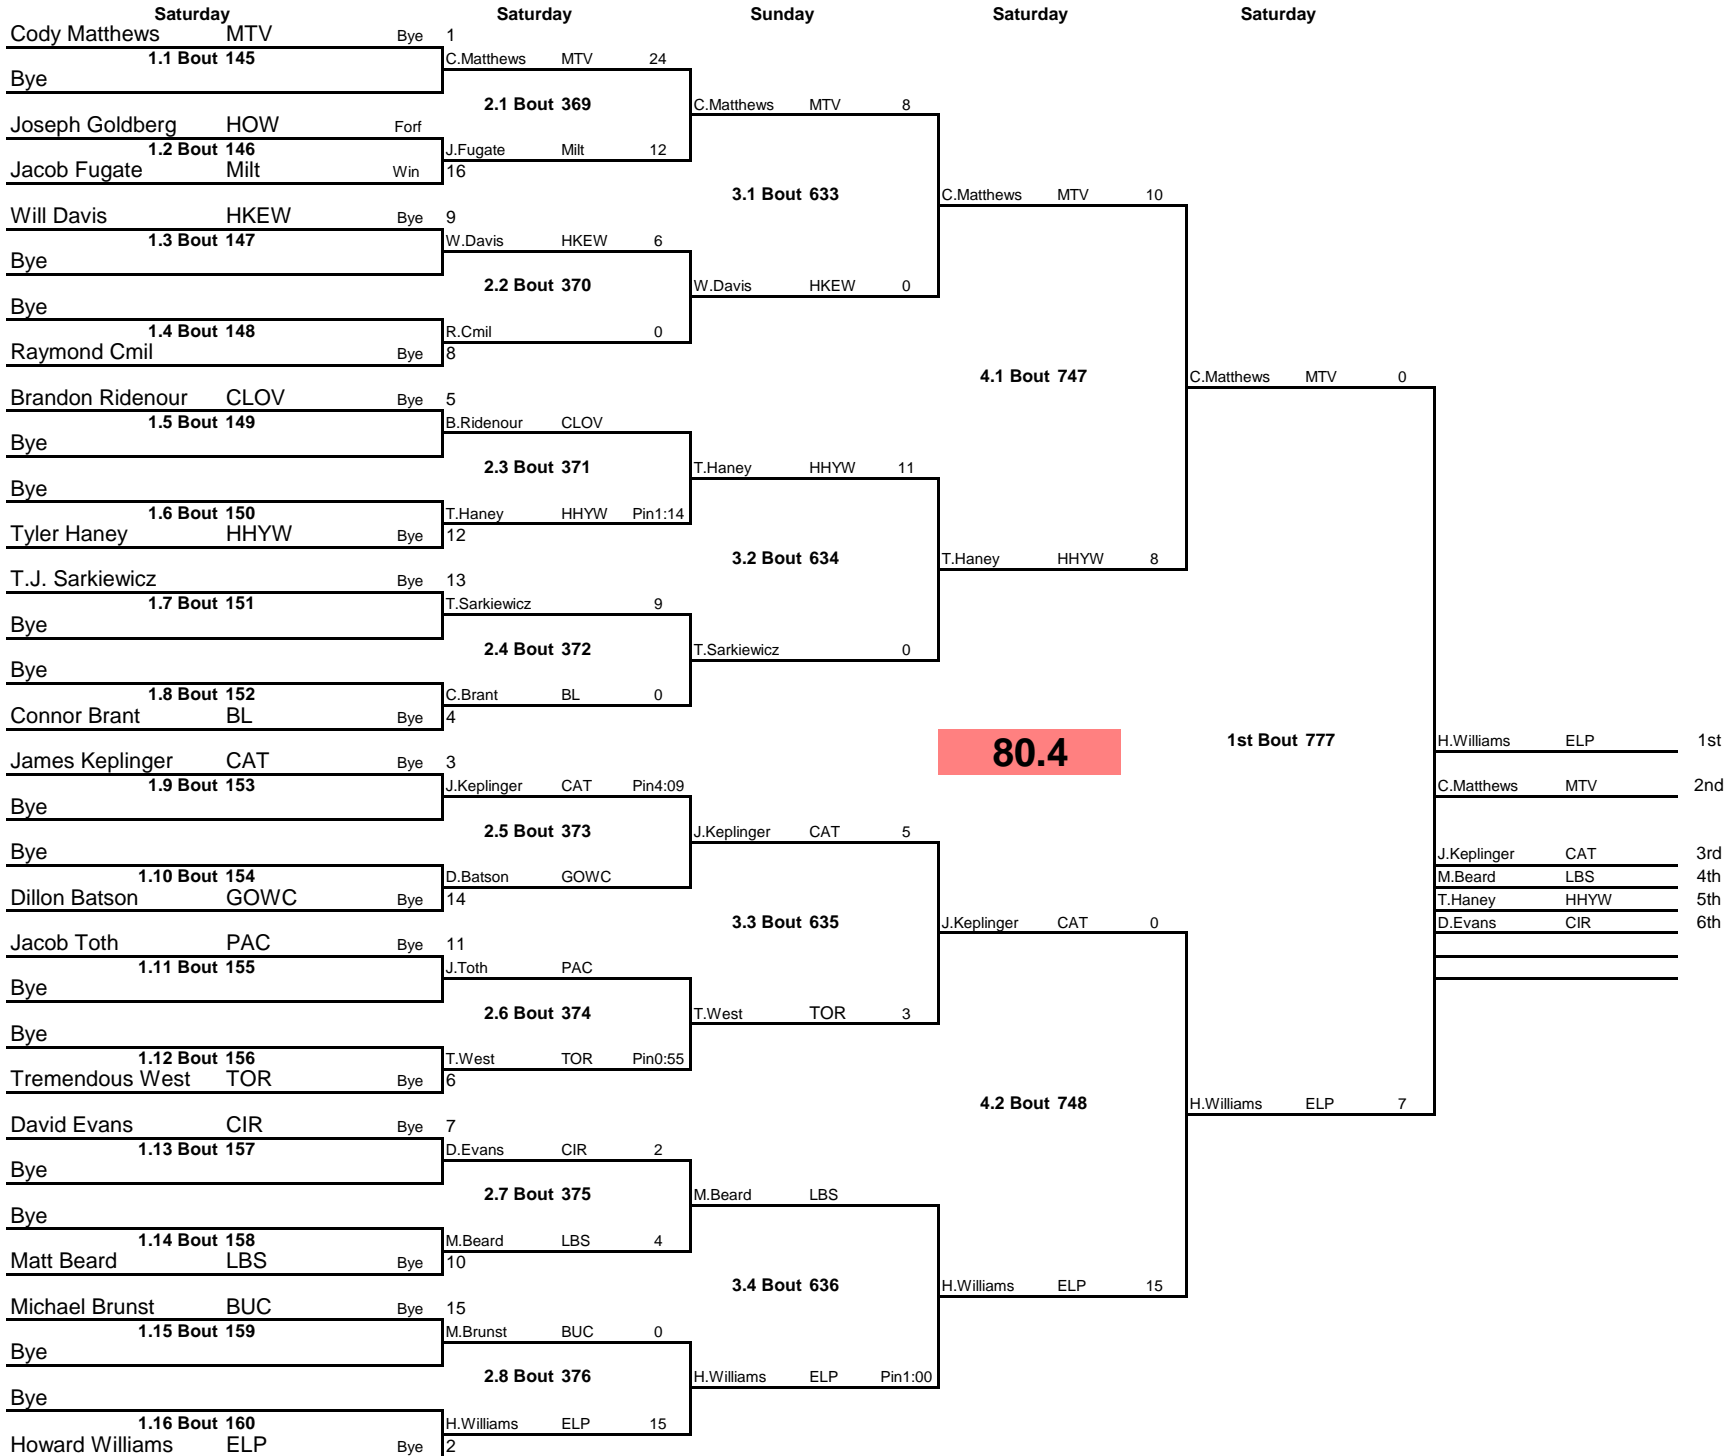 Saturday Saturday Sunday Saturday Saturday
Cody Matthews MTV Bye 1
1.1 Bout 145 C.Matthews MTV 24
Bye
2.1 Bout 369 C.Matthews MTV 8
Joseph Goldberg HOW Forf
1.2 Bout 146 J.Fugate Milt 12
Jacob Fugate Milt Win 16
3.1 Bout 633 C.Matthews MTV 10
Will Davis HKEW Bye 9
1.3 Bout 147 W.Davis HKEW 6
Bye
2.2 Bout 370 W.Davis HKEW 0
Bye
1.4 Bout 148 R.Cmil 0
Raymond Cmil Bye 8
4.1 Bout 747 C.Matthews MTV 0
Brandon Ridenour CLOV Bye 5
1.5 Bout 149 B.Ridenour CLOV
Bye
2.3 Bout 371 T.Haney HHYW 11
Bye
1.6 Bout 150 T.Haney HHYW Pin1:14
Tyler Haney HHYW Bye 12
3.2 Bout 634 T.Haney HHYW 8
T.J. Sarkiewicz Bye 13
1.7 Bout 151 T.Sarkiewicz 9
Bye
2.4 Bout 372 T.Sarkiewicz 0
Bye
1.8 Bout 152 C.Brant BL 0
Connor Brant BL Bye 4
80.4 1st Bout 777 H.Williams ELP 1st
James Keplinger CAT Bye 3
1.9 Bout 153 J.Keplinger CAT Pin4:09 C.Matthews MTV 2nd
Bye
2.5 Bout 373 J.Keplinger CAT 5
Bye J.Keplinger CAT 3rd
1.10 Bout 154 D.Batson GOWC M.Beard LBS 4th
Dillon Batson GOWC Bye 14 T.Haney HHYW 5th
3.3 Bout 635 J.Keplinger CAT 0 D.Evans CIR 6th
Jacob Toth PAC Bye 11
1.11 Bout 155 J.Toth PAC
Bye
2.6 Bout 374 T.West TOR 3
Bye
1.12 Bout 156 T.West TOR Pin0:55
Tremendous West TOR Bye 6
4.2 Bout 748 H.Williams ELP 7
David Evans CIR Bye 7
1.13 Bout 157 D.Evans CIR 2
Bye
2.7 Bout 375 M.Beard LBS
Bye
1.14 Bout 158 M.Beard LBS 4
Matt Beard LBS Bye 10
3.4 Bout 636 H.Williams ELP 15
Michael Brunst BUC Bye 15
1.15 Bout 159 M.Brunst BUC 0
Bye
2.8 Bout 376 H.Williams ELP Pin1:00
Bye
1.16 Bout 160 H.Williams ELP 15
Howard Williams ELP Bye 2